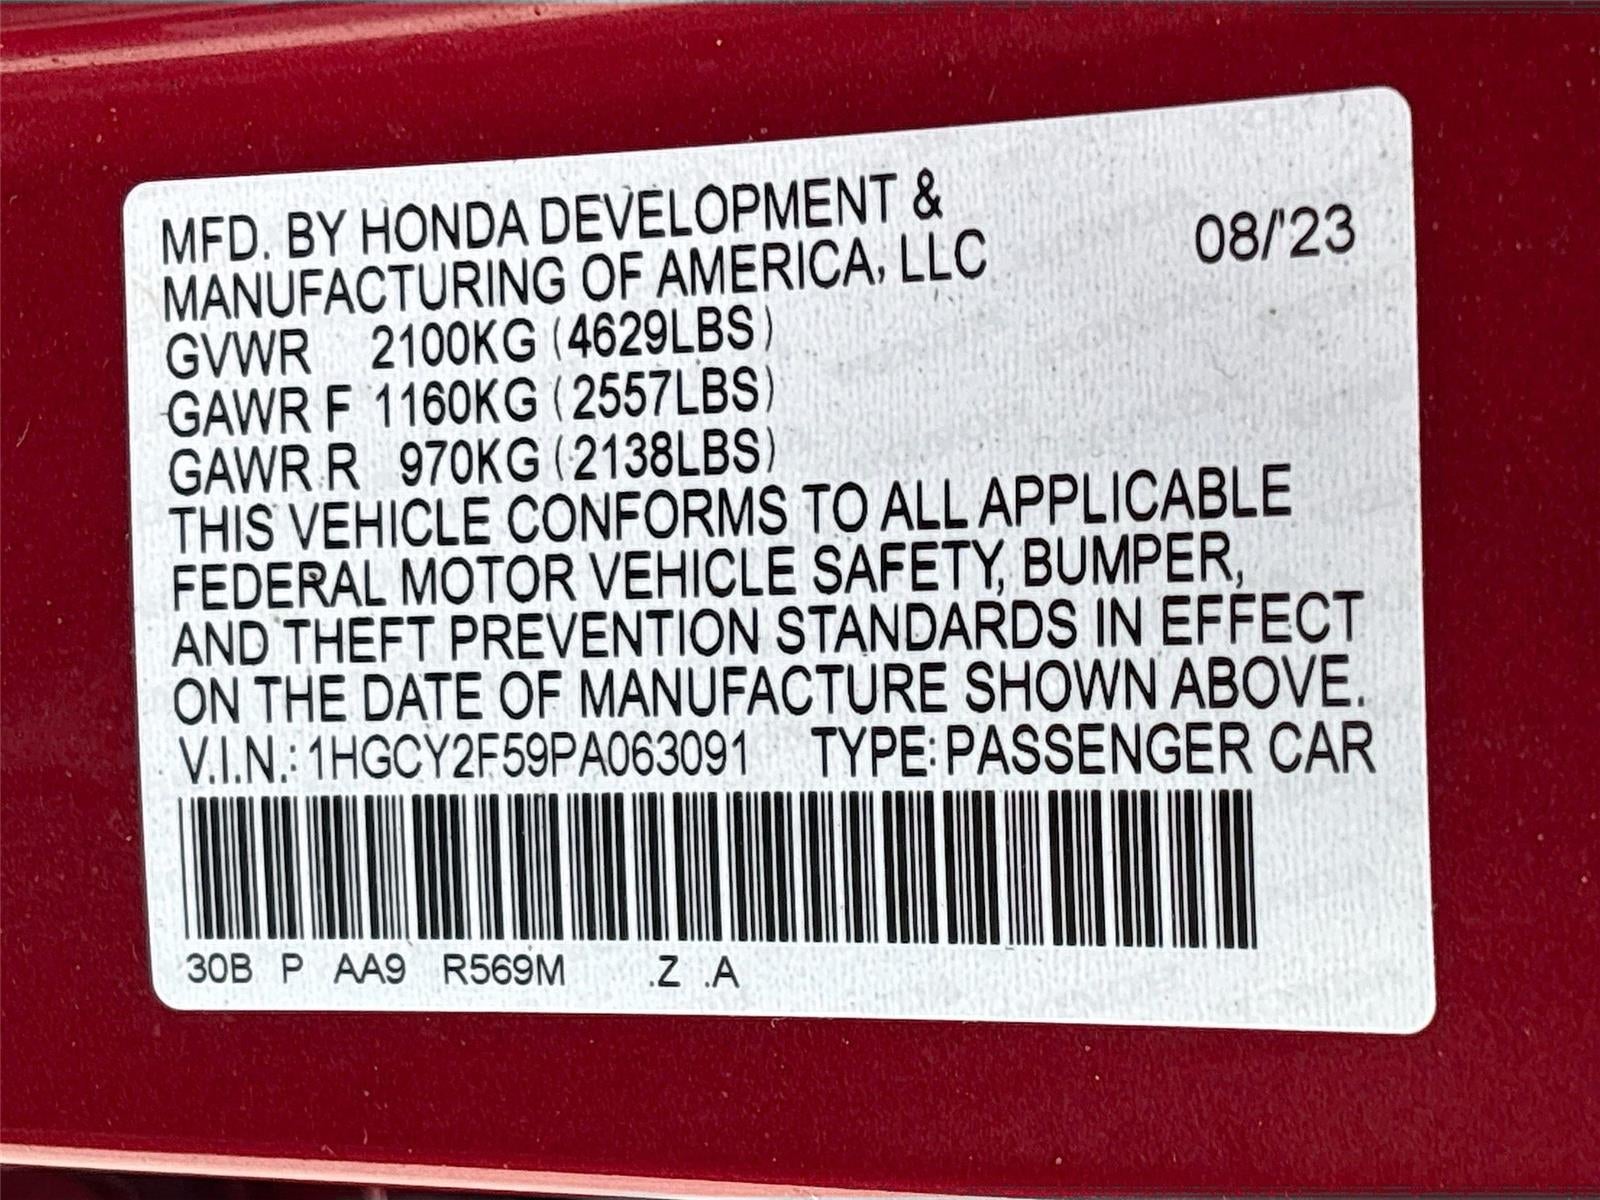 MFD. BY HONDA DEVELOPMENT &
MANUFACTURING OF AMERICA, LLC 08/'23
GVWR 2100KG (4629LBS)
GAWR F 1160KG (2557LBS)
GAWR R 970KG (2138LBS)
THIS VEHICLE CONFORMS TO ALL APPLICABLE
FEDERAL MOTOR VEHICLE SAFETY, BUMPER,
AND THEFT PREVENTION STANDARDS IN EFFECT
ON THE DATE OF MANUFACTURE SHOWN ABOVE.
V.I.N.: 1HGCY2F59PA063091 TYPE: PASSENGER CAR
30B P AA9 R569M .Z .A